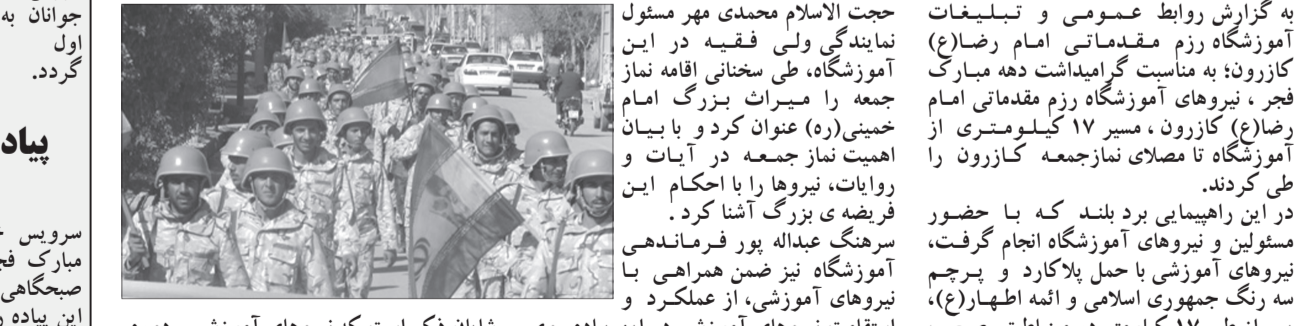 به گزارش روابط عمومی و تبلیغات
آموزشگاه رزم مقدماتی امام رضا(ع)
کازرون؛ به مناسبت گرامیداشت دهه مبارک
فجر ، نیروهای آموزشگاه رزم مقدماتی امام
رضا(ع) کازرون ، مسیر ۱۷ کیلومتری از
آموزشگاه تا مصلای نمازجمعه کازرون را
طی کردند.
در این راهپیمایی برد بلند که با حضور
مسئولین و نیروهای آموزشگاه انجام گرفت،
نیروهای آموزشی با حمل پلاکارد و پرچم
سه رنگ جمهوری اسلامی و ائمه اطهار(ع)،
حجت الاسلام محمدی مهر مسئول
نمایندگی ولی فقیه در این
آموزشگاه، طی سخنانی اقامه نماز
جمعه را میراث بزرگ امام
خمینی(ره) عنوان کرد و با بیان
اهمیت نماز جمعه در آیات و
روایات، نیروها را با احکام این
فریضه ی بزرگ آشنا کرد .
سرهنگ عبداله پور فرماندهی
آموزشگاه نیز ضمن همراهی با
نیروهای آموزشی، از عملکرد و
جوانان به
اول
گردد.
پیاد
سرویس
مبارک فج
صبحگاهی
این پیاده ر